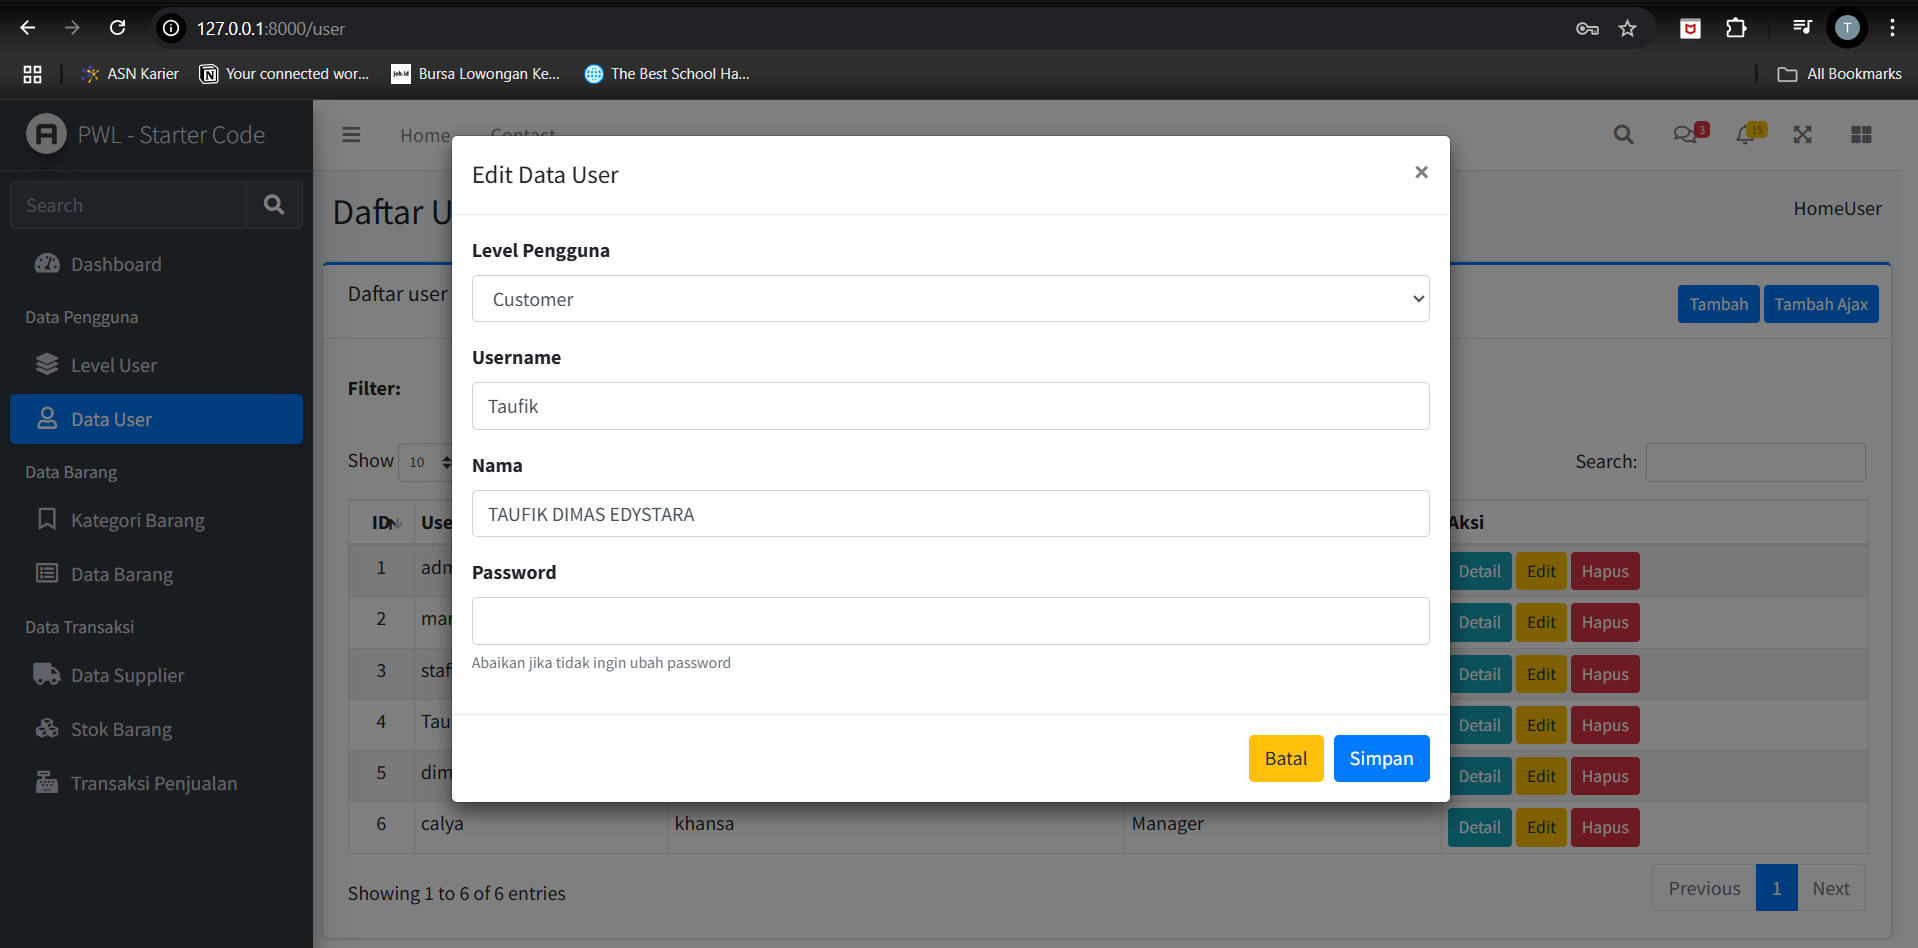 127.0.0.1:8000/user
ASN Karier
Your connected wor...
Bursa Lowongan Ke...
The Best School Ha...
All Bookmarks
PWL - Starter Code
Home
Contact
3
15
Search
Daftar U
HomeUser
Dashboard
Data Pengguna
Level User
Data User
Data Barang
Kategori Barang
Data Barang
Data Transaksi
Data Supplier
Stok Barang
Transaksi Penjualan
Edit Data User
×
Level Pengguna
Customer
Username
Taufik
Nama
TAUFIK DIMAS EDYSTARA
Password
Abaikan jika tidak ingin ubah password
Batal Simpan
Daftar user
Tambah Tambah Ajax
Filter:
Show 10
Search:
ID Use Aksi
1 adm Detail Edit Hapus
2 mar Detail Edit Hapus
3 staf Detail Edit Hapus
4 Tau Detail Edit Hapus
5 dim Detail Edit Hapus
6 calya khansa Manager Detail Edit Hapus
Showing 1 to 6 of 6 entries
Previous 1 Next
T